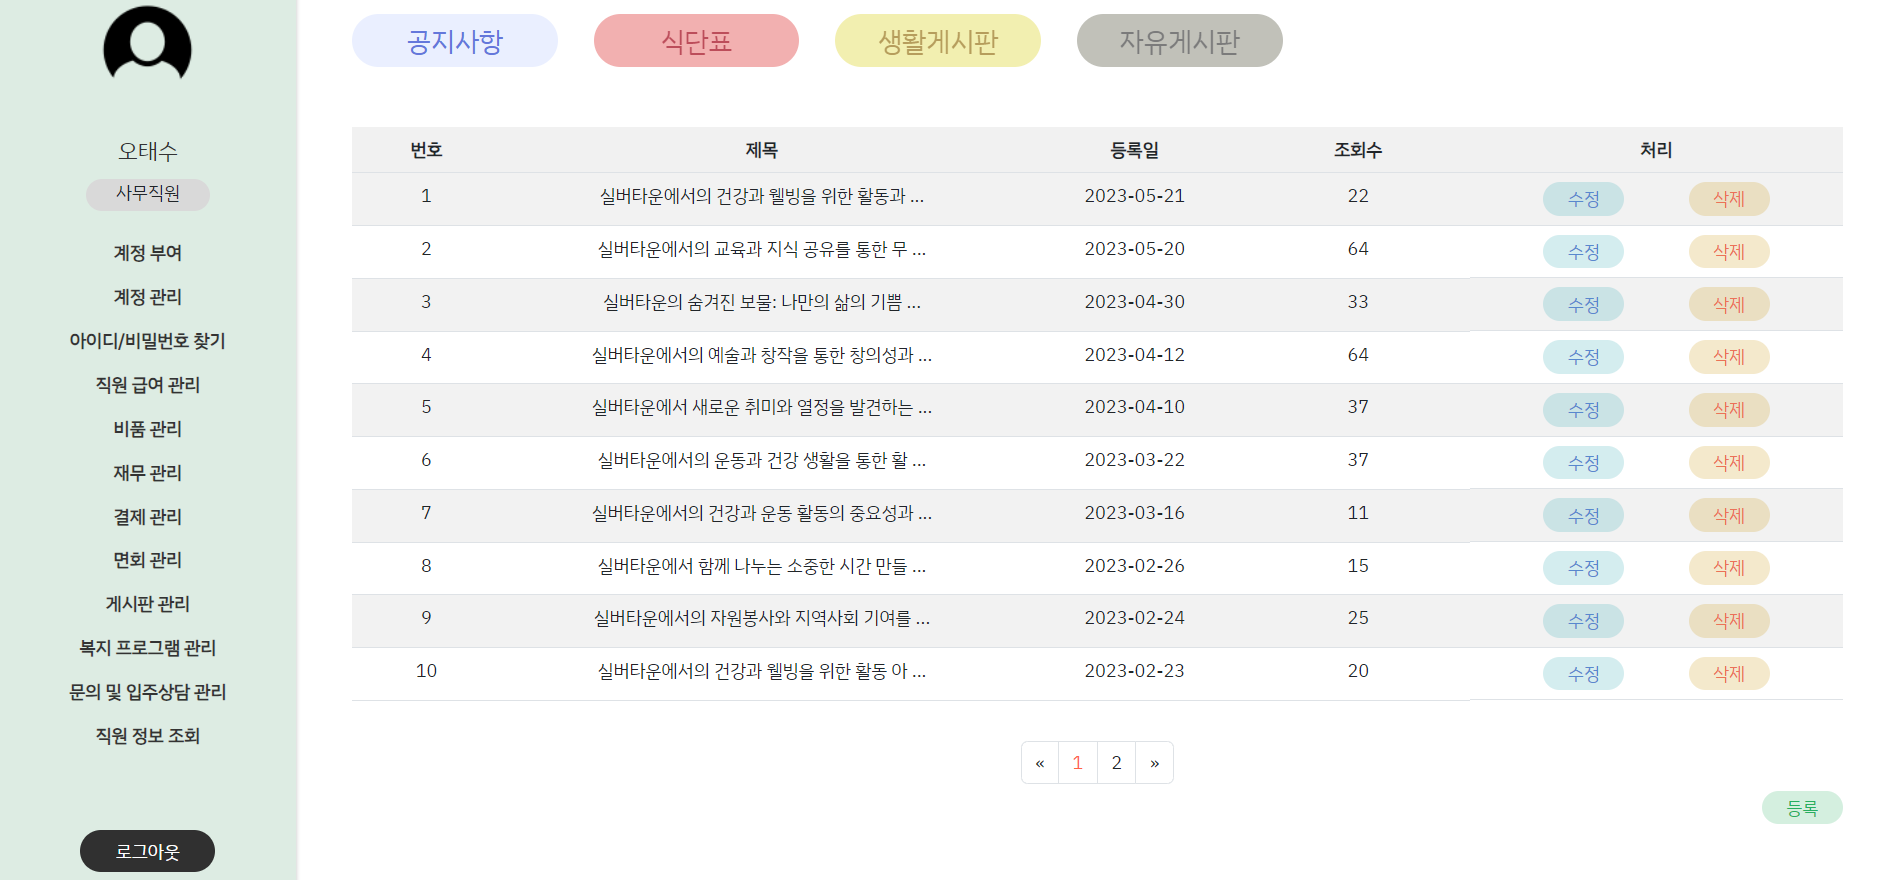 오태수
사무직원
계정 부여
계정 관리
아이디/비밀번호 찾기
직원 급여 관리
비품 관리
재무 관리
결제 관리
면회 관리
게시판 관리
복지 프로그램 관리
문의 및 입주상담 관리
직원 정보 조회
로그아웃
공지사항 식단표 생활게시판 자유게시판
번호 제목 등록일 조회수 처리
1 실버타운에서의 건강과 웰빙을 위한 활동과 ... 2023-05-21 22 수정 삭제
2 실버타운에서의 교육과 지식 공유를 통한 무 ... 2023-05-20 64 수정 삭제
3 실버타운의 숨겨진 보물: 나만의 삶의 기쁨 ... 2023-04-30 33 수정 삭제
4 실버타운에서의 예술과 창작을 통한 창의성과 ... 2023-04-12 64 수정 삭제
5 실버타운에서 새로운 취미와 열정을 발견하는 ... 2023-04-10 37 수정 삭제
6 실버타운에서의 운동과 건강 생활을 통한 활 ... 2023-03-22 37 수정 삭제
7 실버타운에서의 건강과 운동 활동의 중요성과 ... 2023-03-16 11 수정 삭제
8 실버타운에서 함께 나누는 소중한 시간 만들 ... 2023-02-26 15 수정 삭제
9 실버타운에서의 자원봉사와 지역사회 기여를 ... 2023-02-24 25 수정 삭제
10 실버타운에서의 건강과 웰빙을 위한 활동 아 ... 2023-02-23 20 수정 삭제
« 1 2 »
등록